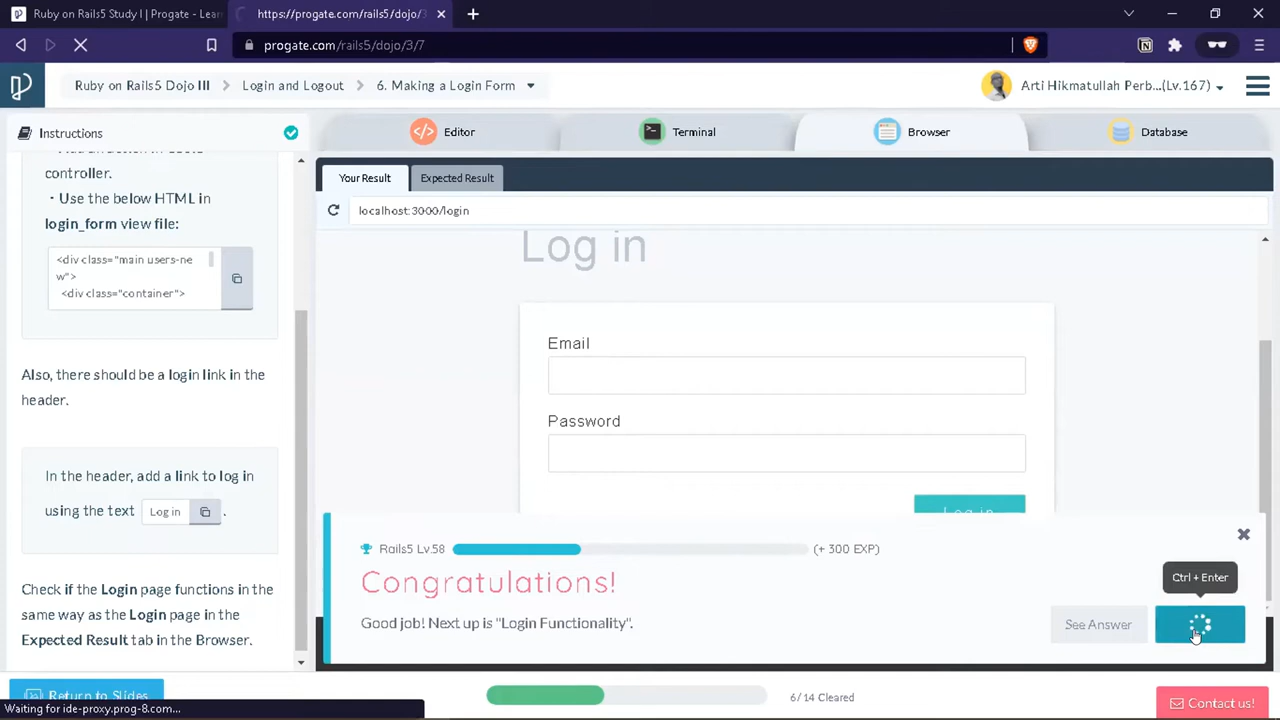 Ruby on Rails5 Study I | Progate - Lear
https://progate.com/rails5/dojo/3
progate.com/rails5/dojo/3/7
Ruby on Rails5 Dojo III
Login and Logout
6. Making a Login Form
Arti Hikmatullah Perb...(Lv.167)
Instructions
controller.
・Use the below HTML in
login_form view file:
<div class="main users-ne
w">
<div class="container">
Also, there should be a login link in the
header.
In the header, add a link to log in
using the text Log in .
Check if the Login page functions in the
same way as the Login page in the
Expected Result tab in the Browser.
Return to Slides
Waiting for ide-proxy.prog-8.com...
Editor
Terminal
Browser
Database
Your Result
Expected Result
localhost:3000/login
Log in
Email
Password
Log in
Rails5 Lv.58
(+ 300 EXP)
Congratulations!
Good job! Next up is "Login Functionality".
Ctrl + Enter
See Answer
6/14 Cleared
Contact us!